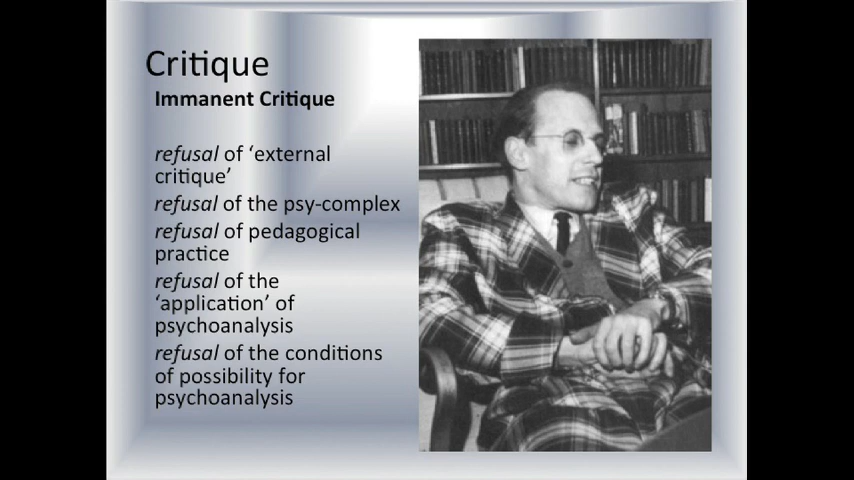 Critique
Immanent Critique
refusal of ‘external
critique’
refusal of the psy-complex
refusal of pedagogical
practice
refusal of the
‘application’ of
psychoanalysis
refusal of the conditions
of possibility for
psychoanalysis